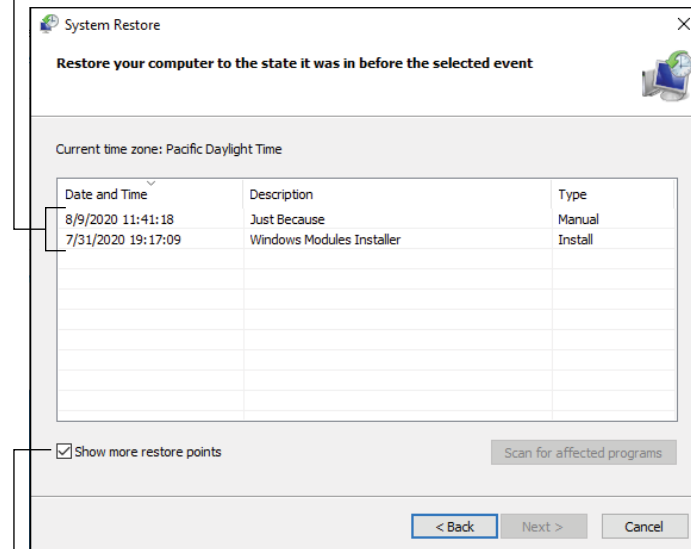 System Restore
Restore your computer to the state it was in before the selected event
Current time zone: Pacific Daylight Time
Date and Time Description Type
8/9/2020 11:41:18 Just Because Manual
7/31/2020 19:17:09 Windows Modules Installer Install
Show more restore points Scan for affected programs
< Back Next > Cancel